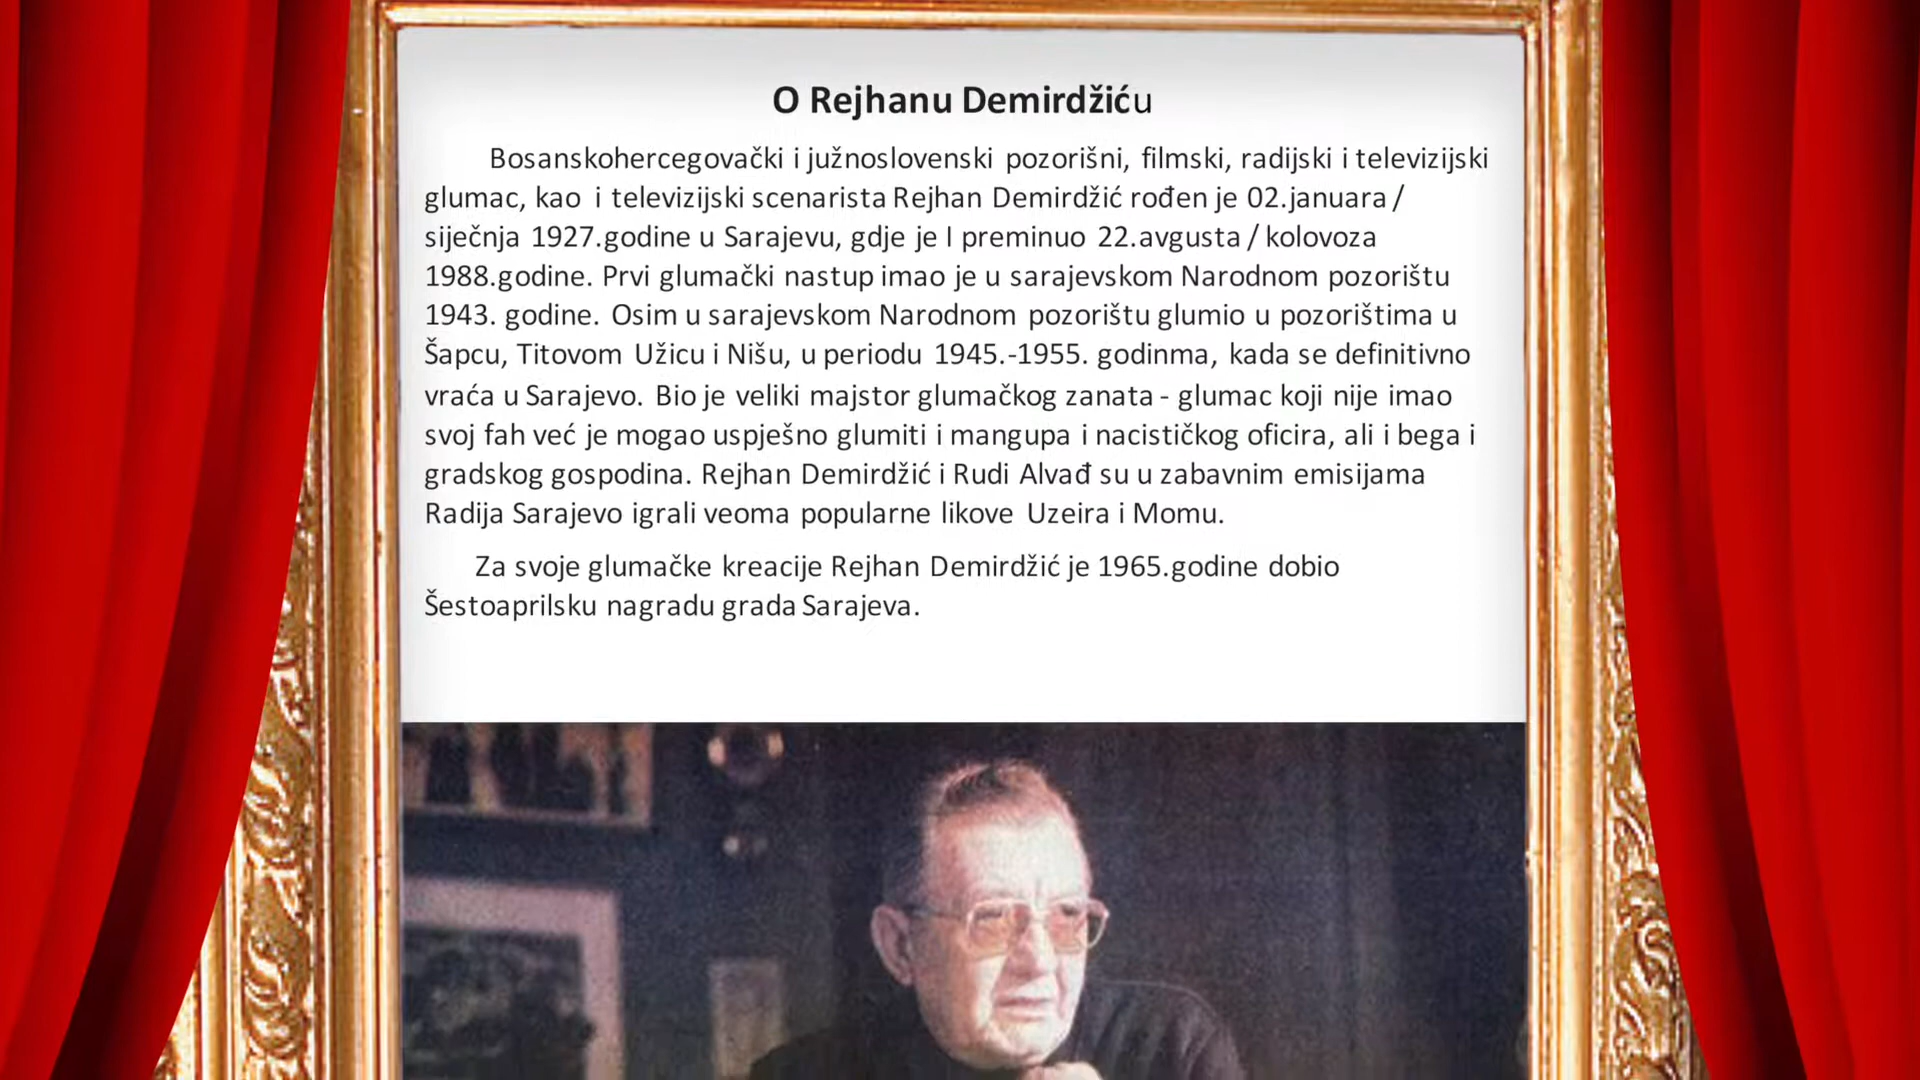 O Rejhanu Demirdžiću
Bosanskohercegovački i južnoslovenski pozorišni, filmski, radijski i televizijski
glumac, kao i televizijski scenarista Rejhan Demirdžić rođen je 02.januara /
siječnja 1927.godine u Sarajevu, gdje je I preminuo 22.avgusta / kolovoza
1988.godine. Prvi glumački nastup imao je u sarajevskom Narodnom pozorištu
1943. godine. Osim u sarajevskom Narodnom pozorištu glumio u pozorištima u
Šapcu, Titovom Užicu i Nišu, u periodu 1945.-1955. godinma, kada se definitivno
vraća u Sarajevo. Bio je veliki majstor glumačkog zanata - glumac koji nije imao
svoj fah već je mogao uspješno glumiti i mangupa i nacističkog oficira, ali i bega i
gradskog gospodina. Rejhan Demirdžić i Rudi Alvađ su u zabavnim emisijama
Radija Sarajevo igrali veoma popularne likove Uzeira i Momu.
Za svoje glumačke kreacije Rejhan Demirdžić je 1965.godine dobio
Šestoaprilsku nagradu grada Sarajeva.